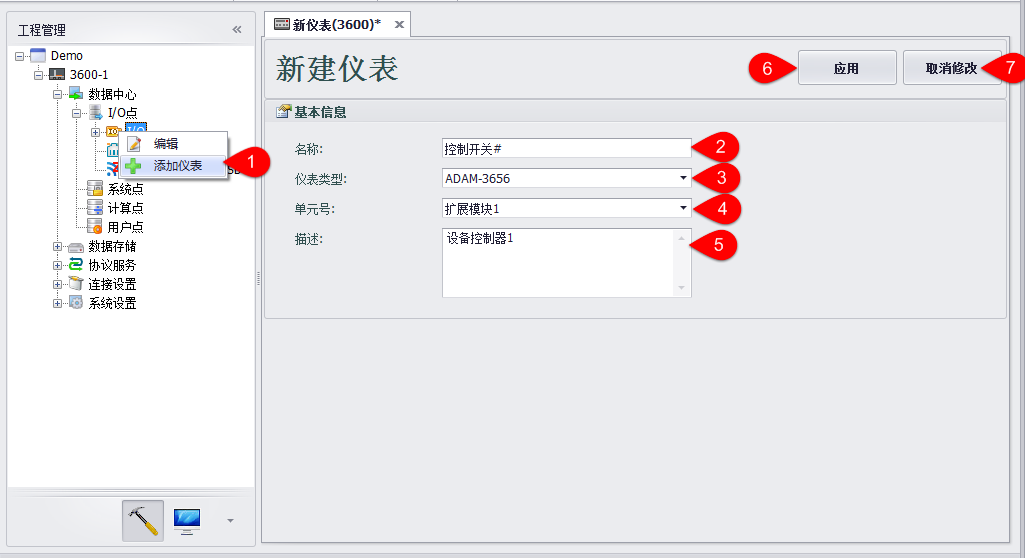 工程管理
«
Demo
3600-1
数据中心
I/O点
I/O
编辑
添加仪表
1
系统点
计算点
用户点
数据存储
协议服务
连接设置
系统设置
新仪表(3600)*
新建仪表
6
应用
取消修改
7
基本信息
名称:
控制开关#
2
仪表类型:
ADAM-3656
3
单元号:
扩展模块1
4
描述:
设备控制器1
5